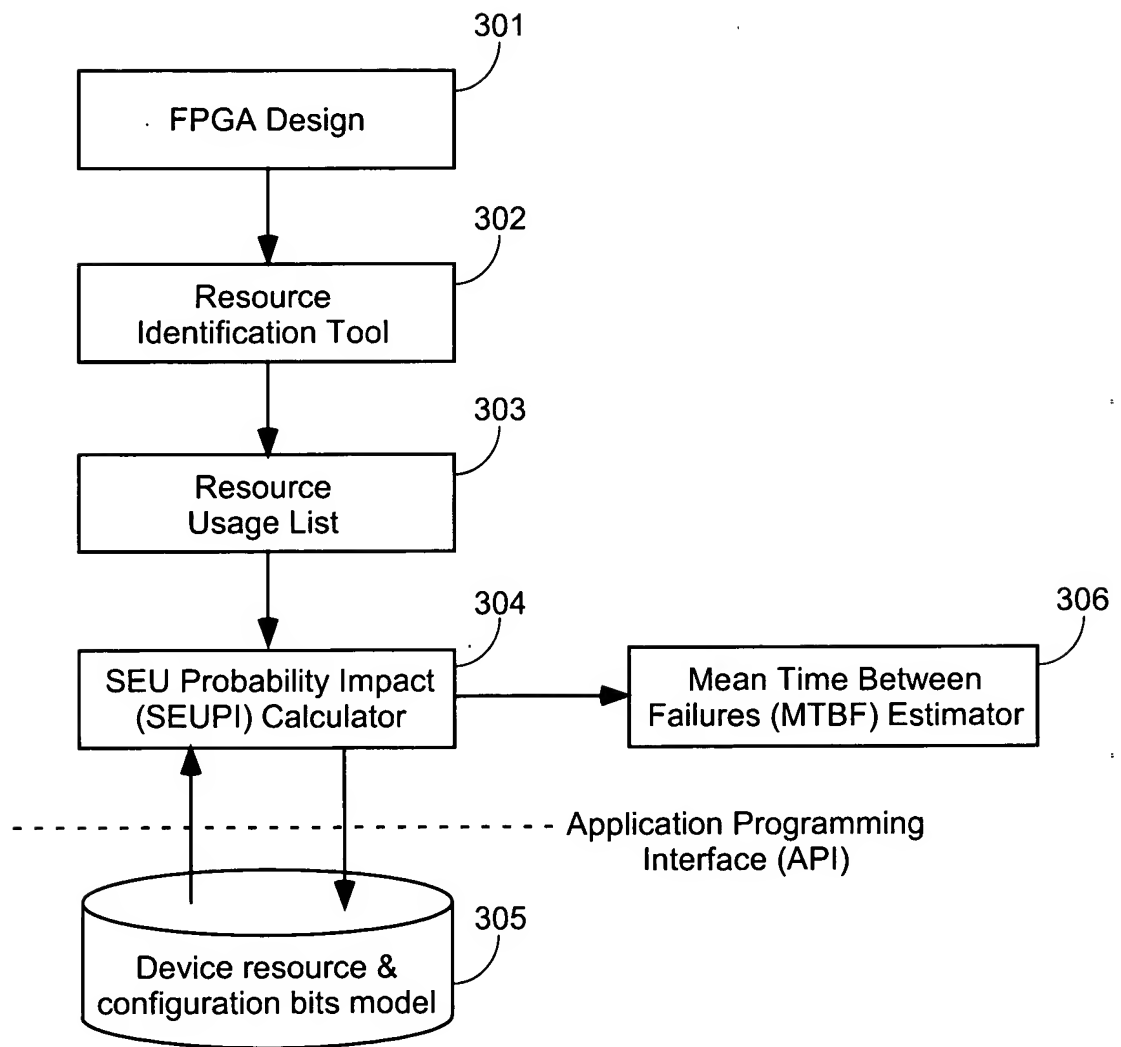 301
FPGA Design
302
Resource
Identification Tool
303
Resource
Usage List
304
SEU Probability Impact
(SEUPI) Calculator
306
Mean Time Between
Failures (MTBF) Estimator
Application Programming
Interface (API)
305
Device resource &
configuration bits model